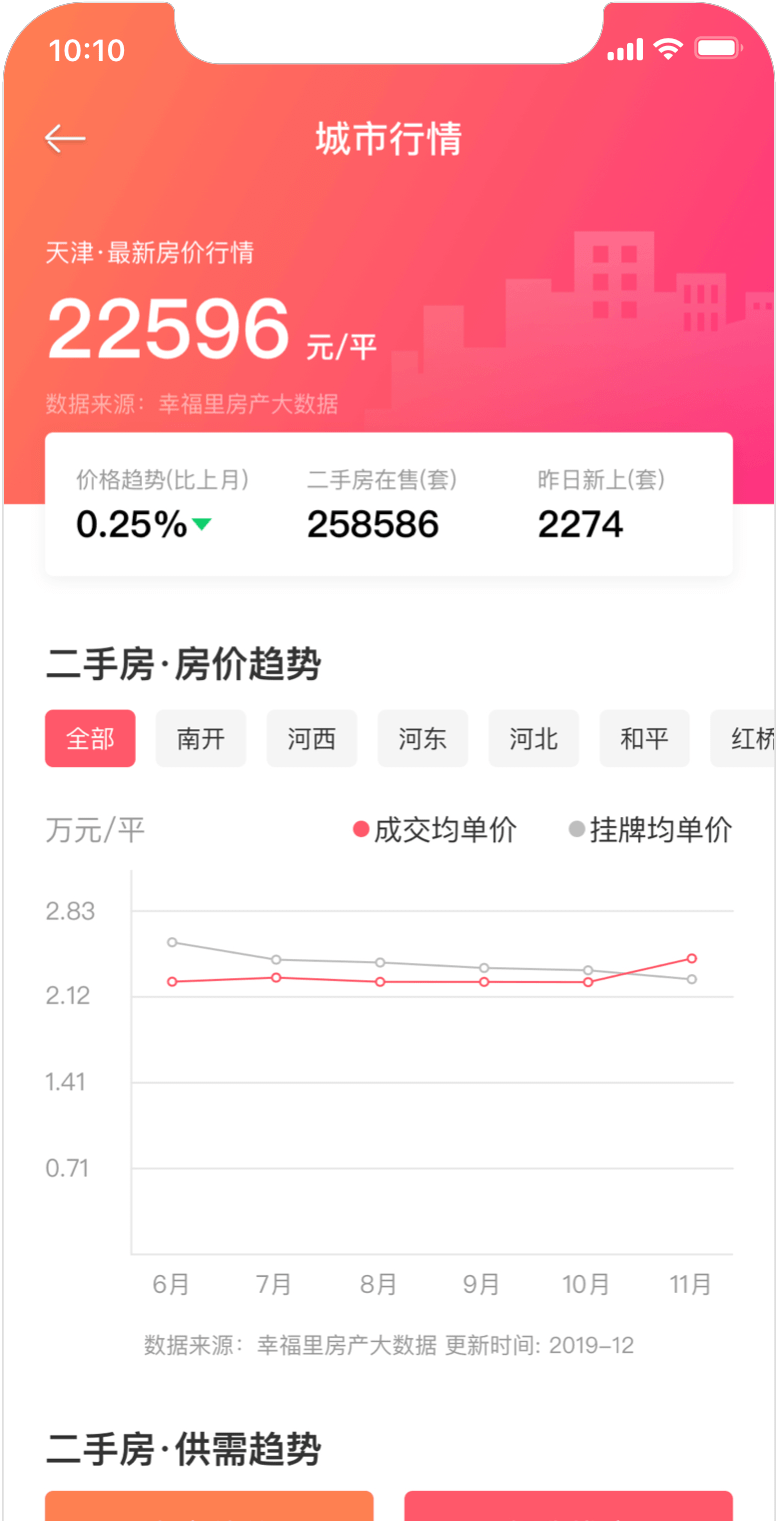 10:10
城市行情
天津·最新房价行情
22596 元/平
数据来源：幸福里房产大数据
价格趋势(比上月) 二手房在售(套) 昨日新上(套)
0.25% 258586 2274
二手房·房价趋势
全部 南开 河西 河东 河北 和平 红桥
万元/平 成交均单价 挂牌均单价
2.83
2.12
1.41
0.71
6月 7月 8月 9月 10月 11月
数据来源：幸福里房产大数据 更新时间: 2019–12
二手房·供需趋势